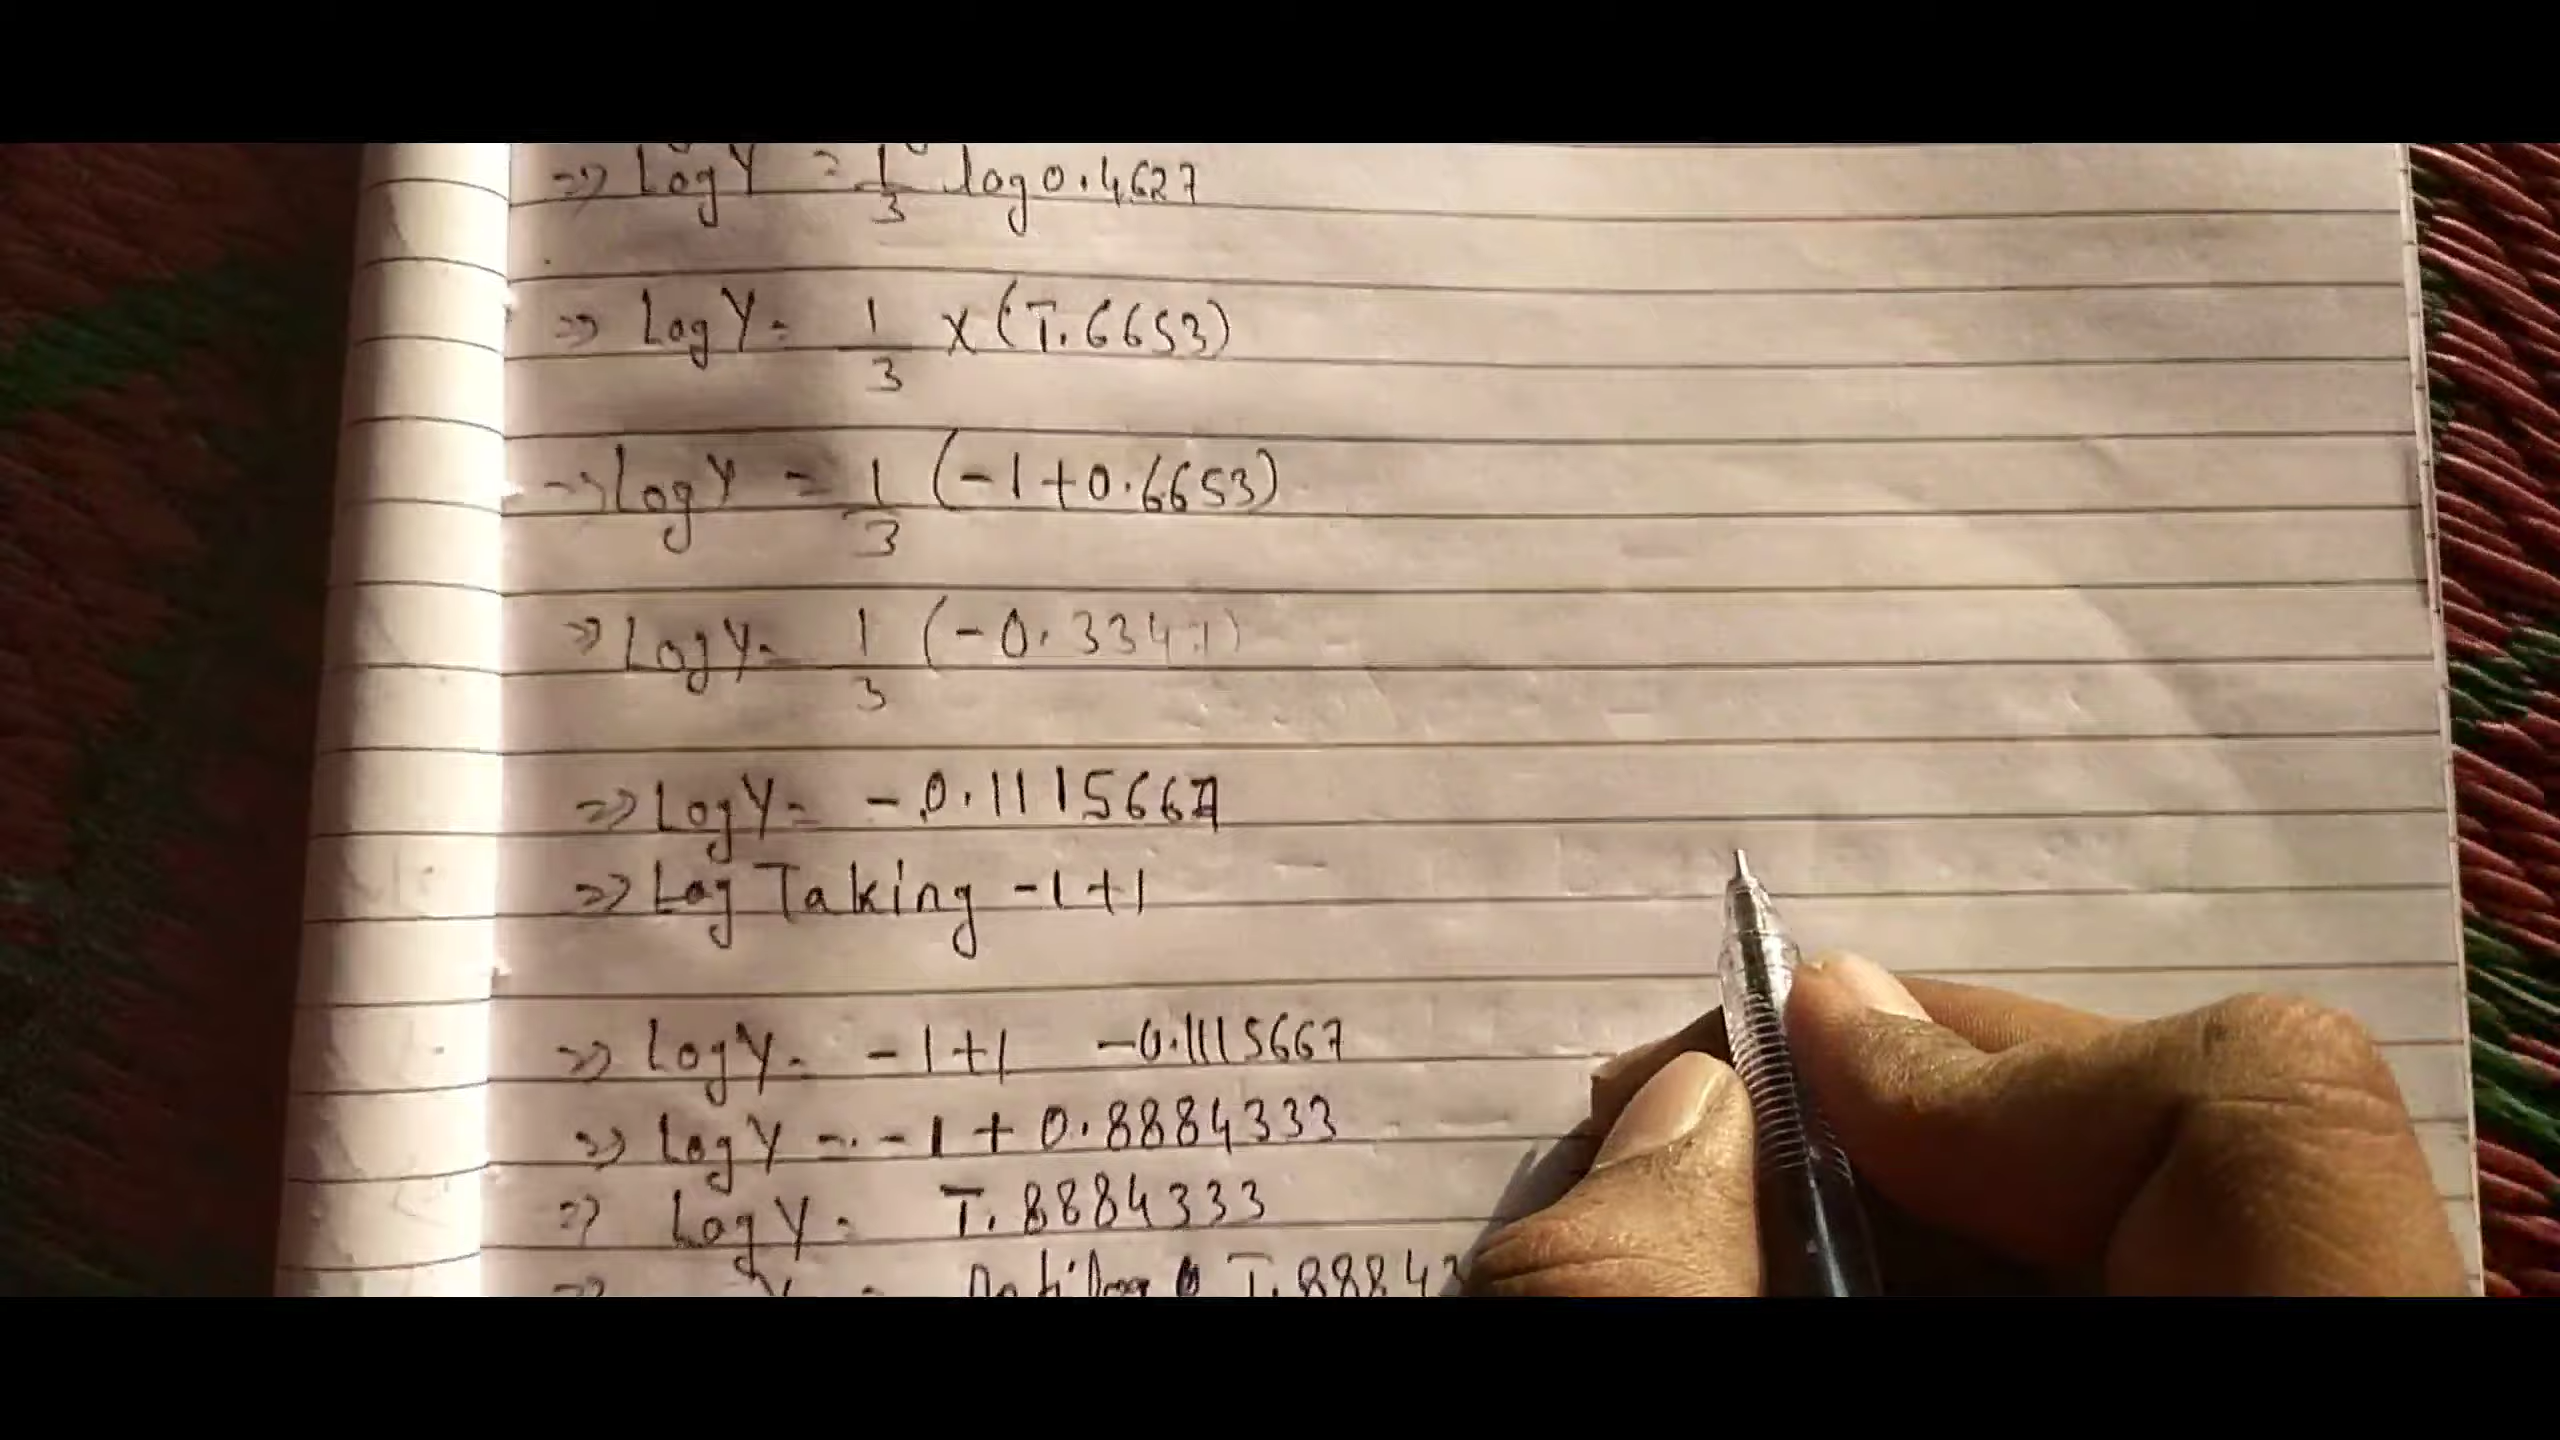 => Log Y = 1/3 log 0.4627
=> Log Y = 1/3 x (T.6653)
=> Log Y = 1/3 (-1+0.6653)
=> Log Y = 1/3 (-0.3347)
=> Log Y = -0.1115667
=> Log Taking -1+1
=> Log Y = -1+1 -0.1115667
=> Log Y = -1 + 0.8884333
=> Log Y = T.8884333
=> Y = Antilog T.88843